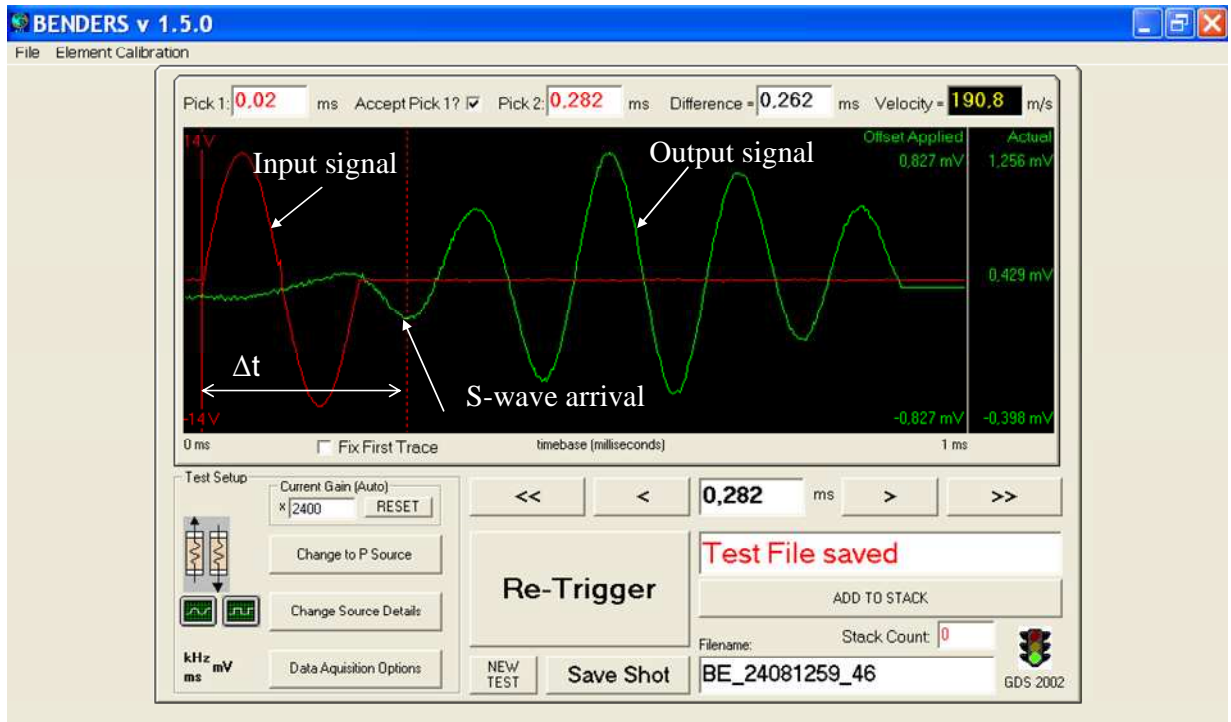 BENDERS v 1.5.0
File Element Calibration
Pick 1: 0,02 ms Accept Pick 1? Pick 2: 0,282 ms Difference = 0,262 ms Velocity = 190,8 m/s
14 V Offset Applied Actual
Input signal Output signal 0,827 mV 1,256 mV
0,429 mV
Δt
S-wave arrival
-14 V -0,827 mV -0,398 mV
0 ms Fix First Trace timebase (milliseconds) 1 ms
Test Setup
Current Gain (Auto)
x 2400 RESET
<< < 0,282 ms > >>
Change to P Source
Test File saved
Re-Trigger
ADD TO STACK
Change Source Details
Stack Count: 0
Filename:
kHz mV
ms
Data Aquisition Options
NEW TEST
Save Shot
BE_24081259_46
GDS 2002